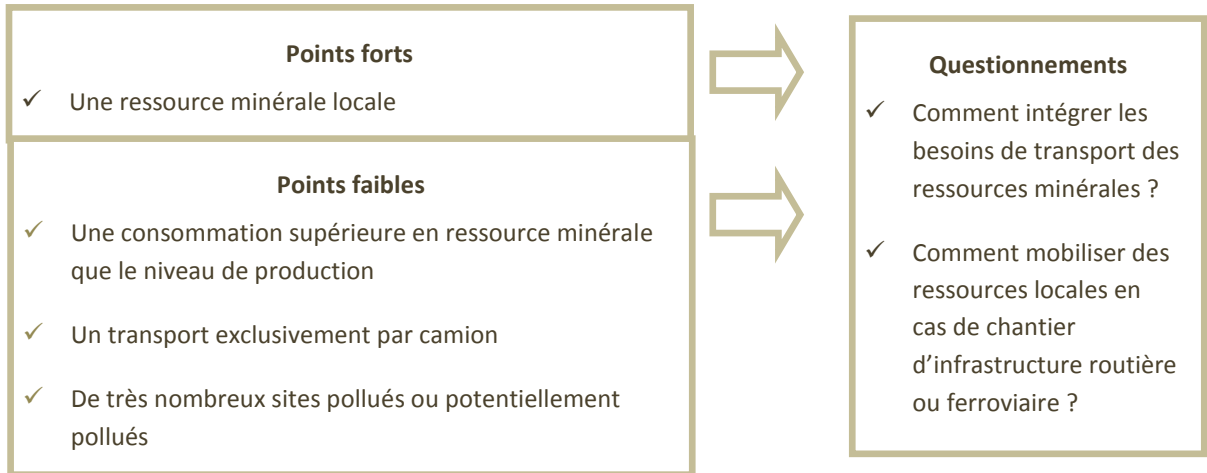 Points forts
✓ Une ressource minérale locale
Points faibles
✓ Une consommation supérieure en ressource minérale
que le niveau de production
✓ Un transport exclusivement par camion
✓ De très nombreux sites pollués ou potentiellement
pollués
Questionnements
✓ Comment intégrer les
besoins de transport des
ressources minérales ?
✓ Comment mobiliser des
ressources locales en
cas de chantier
d’infrastructure routière
ou ferroviaire ?